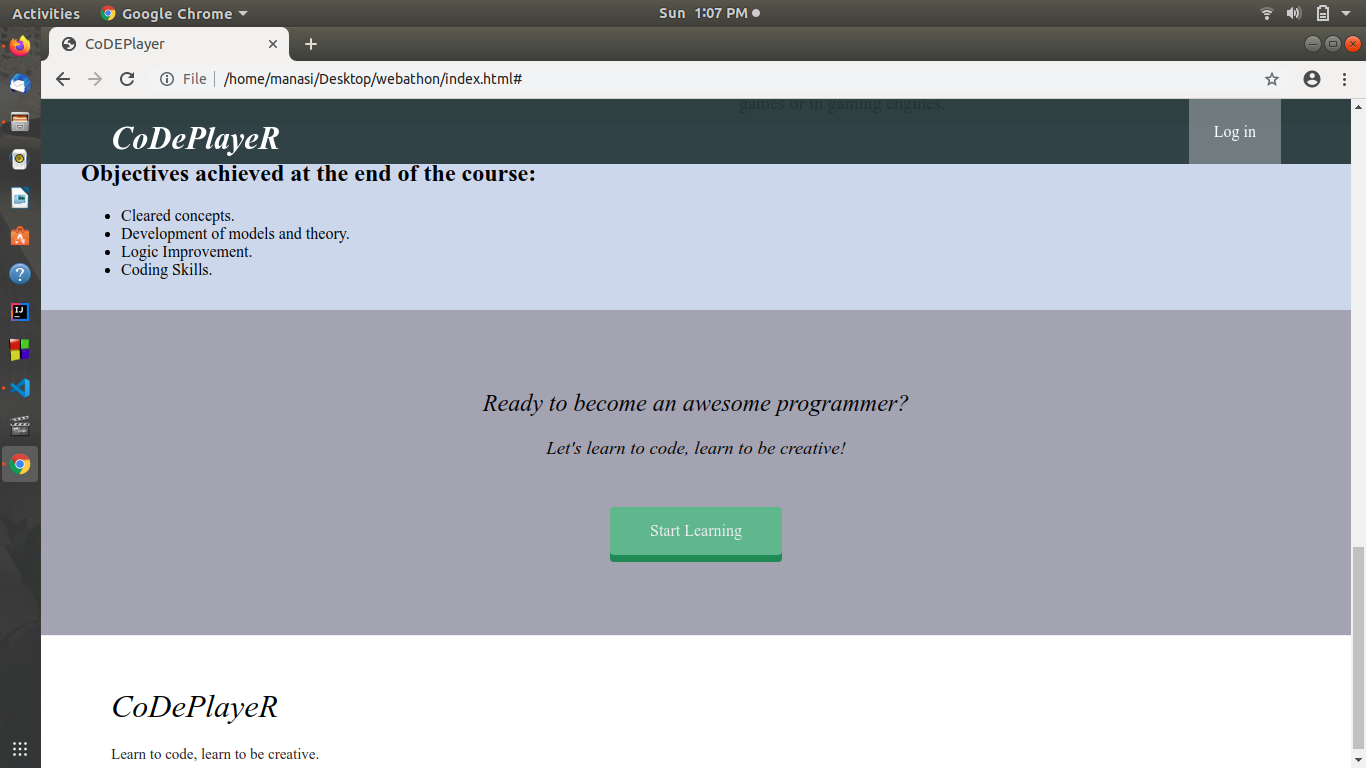 Activities
Google Chrome
Sun 1:07 PM
CoDEPlayer
File
/home/manasi/Desktop/webathon/index.html#
games or in gaming engines.
CoDePlayeR
Log in
Objectives achieved at the end of the course:
Cleared concepts.
Development of models and theory.
Logic Improvement.
Coding Skills.
Ready to become an awesome programmer?
Let's learn to code, learn to be creative!
Start Learning
CoDePlayeR
Learn to code, learn to be creative.